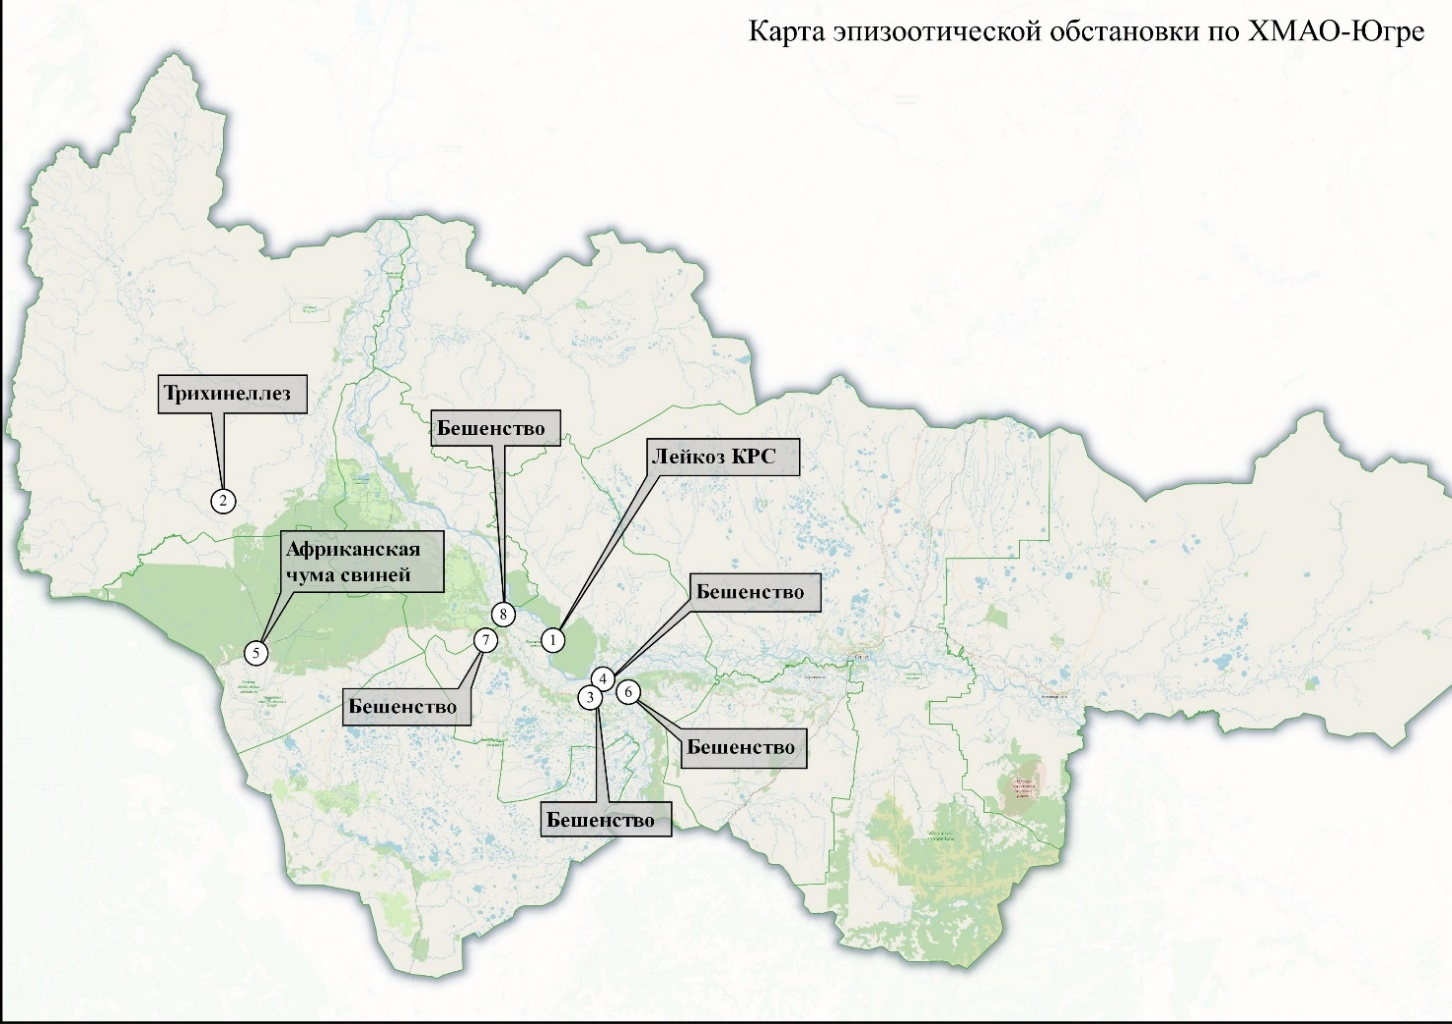 Карта эпизоотической обстановки по ХМАО-Югре
Трихинеллез
Бешенство
Лейкоз КРС
2
Африканская
чума свиней
Бешенство
8
7
1
5
4
6
3
Бешенство
Бешенство
Бешенство